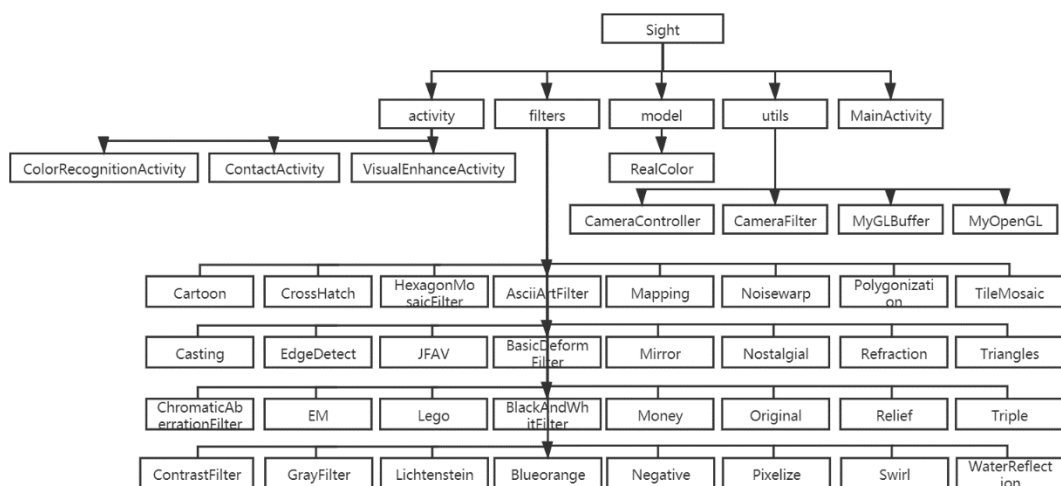 Sight
activity
filters
model
utils
MainActivity
ColorRecognitionActivity
ContactActivity
VisualEnhanceActivity
RealColor
CameraController
CameraFilter
MyGLBuffer
MyOpenGL
Cartoon
CrossHatch
HexagonMo
saicFilter
AsciiArtFilter
Mapping
Noisewarp
Polygonizati
on
TileMosaic
Casting
EdgeDetect
JFAV
BasicDeform
Filter
Mirror
Nostalgial
Refraction
Triangles
ChromaticAb
errationFilter
EM
Lego
BlackAndWh
itFilter
Money
Original
Relief
Triple
ContrastFilter
GrayFilter
Lichtenstein
Blueorange
Negative
Pixelize
Swirl
WaterReflect
ion